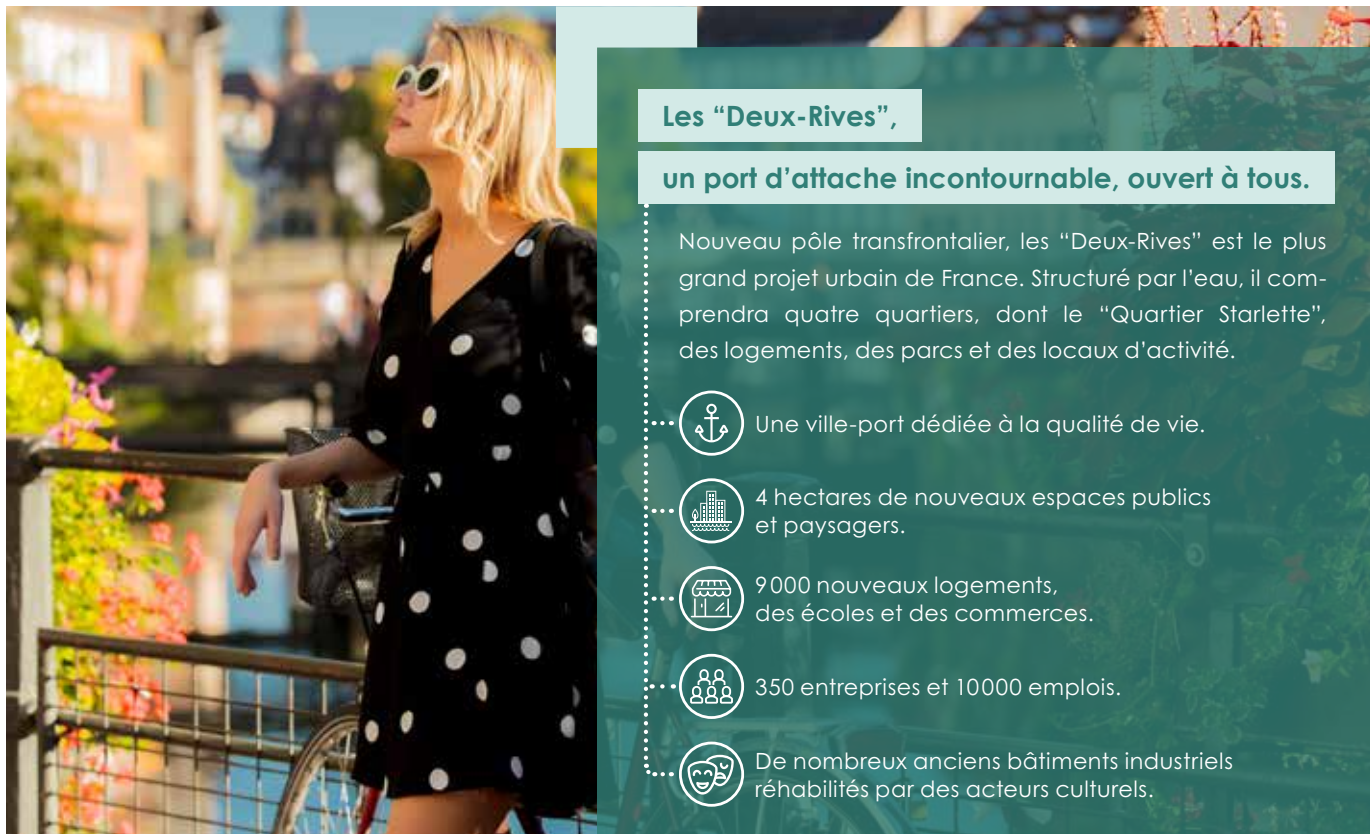 Les “Deux-Rives”,
un port d’attache incontournable, ouvert à tous.
Nouveau pôle transfrontalier, les “Deux-Rives” est le plus
grand projet urbain de France. Structuré par l’eau, il com-
prendra quatre quartiers, dont le “Quartier Starlette”,
des logements, des parcs et des locaux d’activité.
Une ville-port dédiée à la qualité de vie.
4 hectares de nouveaux espaces publics
et paysagers.
9000 nouveaux logements,
des écoles et des commerces.
350 entreprises et 10000 emplois.
De nombreux anciens bâtiments industriels
réhabilités par des acteurs culturels.